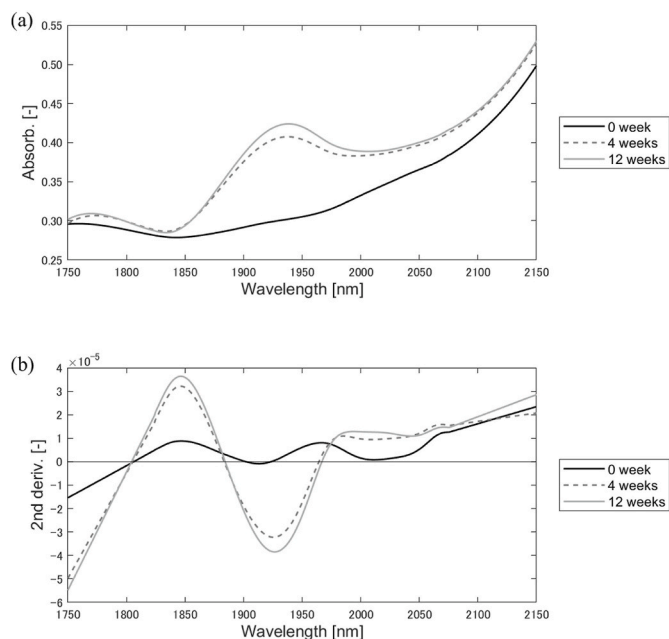 (a)
0.55
0.50
0.45
0.40
0.35
0.30
0.25
Absorb. [-]
1750 1800 1850 1900 1950 2000 2050 2100 2150
Wavelength [nm]
0 week
4 weeks
12 weeks
(b)
×10⁻⁵
4
3
2
1
0
−1
−2
−3
−4
−5
−6
2nd deriv. [-]
1750 1800 1850 1900 1950 2000 2050 2100 2150
Wavelength [nm]
0 week
4 weeks
12 weeks